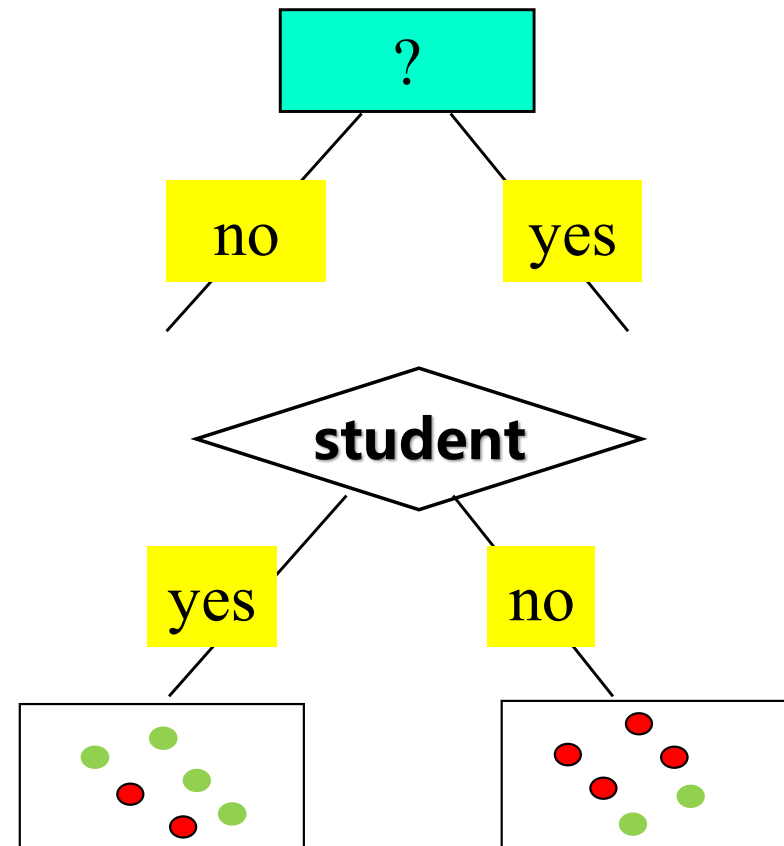 ?
no
yes
student
yes
no